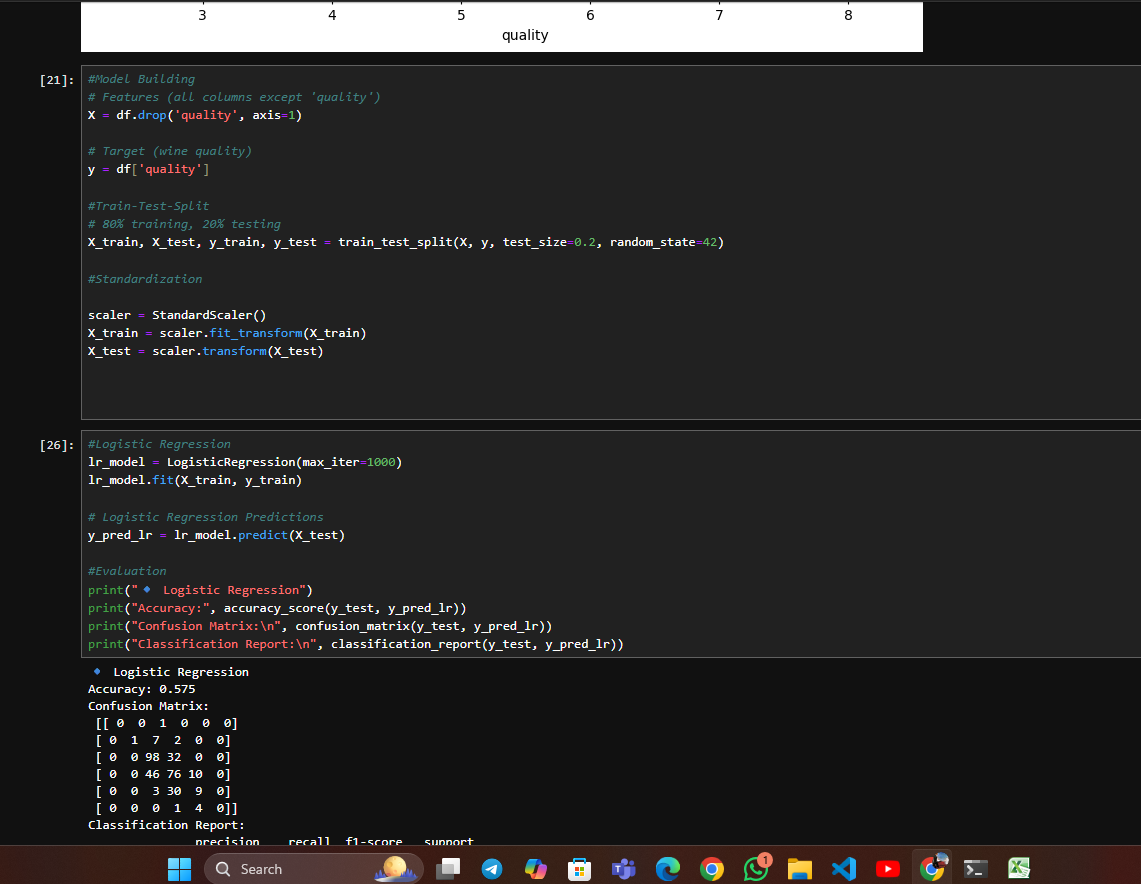 3 4 5 6 7 8
quality
[21]:
#Model Building
# Features (all columns except 'quality')
X = df.drop('quality', axis=1)
# Target (wine quality)
y = df['quality']
#Train-Test-Split
# 80% training, 20% testing
X_train, X_test, y_train, y_test = train_test_split(X, y, test_size=0.2, random_state=42)
#Standardization
scaler = StandardScaler()
X_train = scaler.fit_transform(X_train)
X_test = scaler.transform(X_test)
[26]:
#Logistic Regression
lr_model = LogisticRegression(max_iter=1000)
lr_model.fit(X_train, y_train)
# Logistic Regression Predictions
y_pred_lr = lr_model.predict(X_test)
#Evaluation
print("🔹 Logistic Regression")
print("Accuracy:", accuracy_score(y_test, y_pred_lr))
print("Confusion Matrix:\n", confusion_matrix(y_test, y_pred_lr))
print("Classification Report:\n", classification_report(y_test, y_pred_lr))
🔹 Logistic Regression
Accuracy: 0.575
Confusion Matrix:
[[ 0 0 1 0 0 0]
[ 0 1 7 2 0 0]
[ 0 0 98 32 0 0]
[ 0 0 46 76 10 0]
[ 0 0 3 30 9 0]
[ 0 0 0 1 4 0]]
Classification Report:
precision recall f1-score support
Search
1